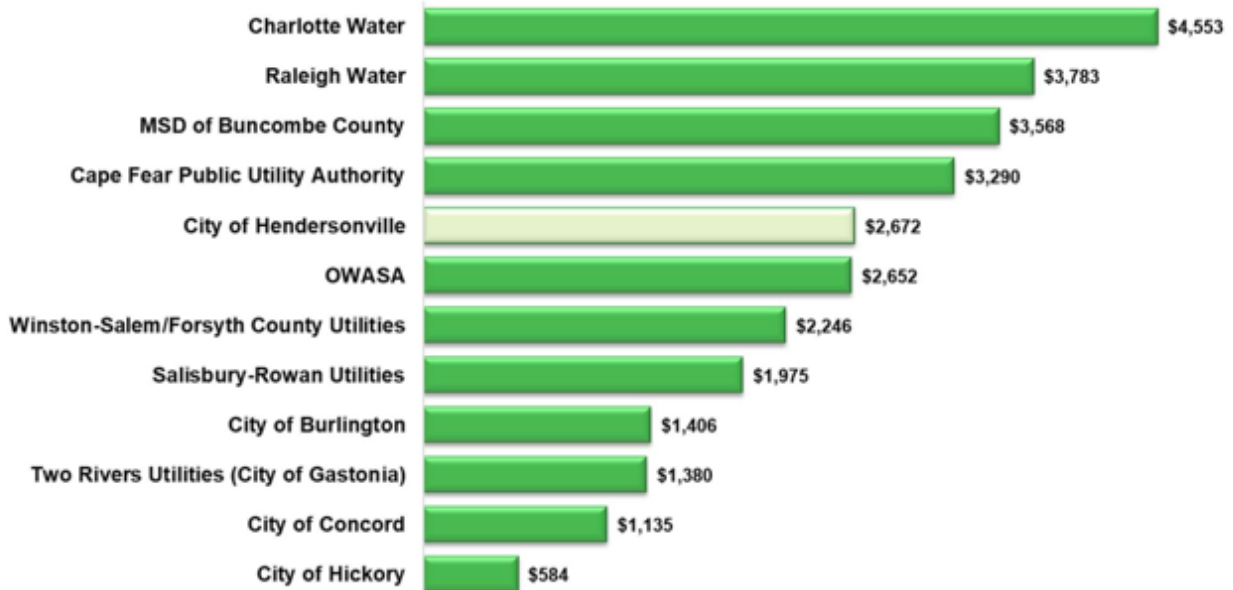 Charlotte Water $4,553
Raleigh Water $3,783
MSD of Buncombe County $3,568
Cape Fear Public Utility Authority $3,290
City of Hendersonville $2,672
OWASA $2,652
Winston-Salem/Forsyth County Utilities $2,246
Salisbury-Rowan Utilities $1,975
City of Burlington $1,406
Two Rivers Utilities (City of Gastonia) $1,380
City of Concord $1,135
City of Hickory $584